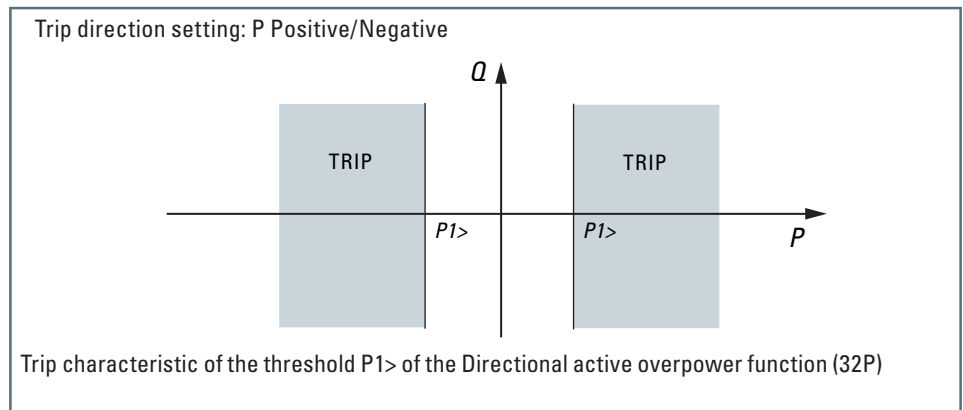 Trip direction setting: P Positive/Negative
Q
TRIP
TRIP
P1>
P1>
P
Trip characteristic of the threshold P1> of the Directional active overpower function (32P)